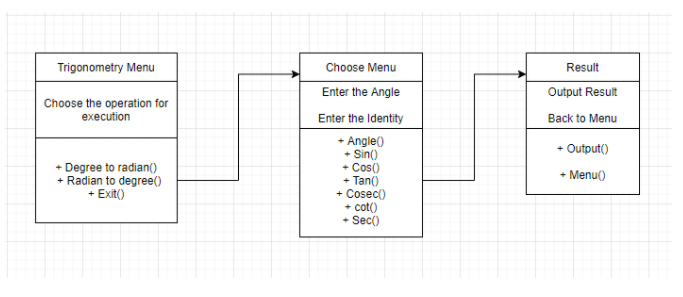 Trigonometry Menu
Choose the operation for
execution
+ Degree to radian()
+ Radian to degree()
+ Exit()
Choose Menu
Enter the Angle
Enter the Identity
+ Angle()
+ Sin()
+ Cos()
+ Tan()
+ Cosec()
+ cot()
+ Sec()
Result
Output Result
Back to Menu
+ Output()
+ Menu()